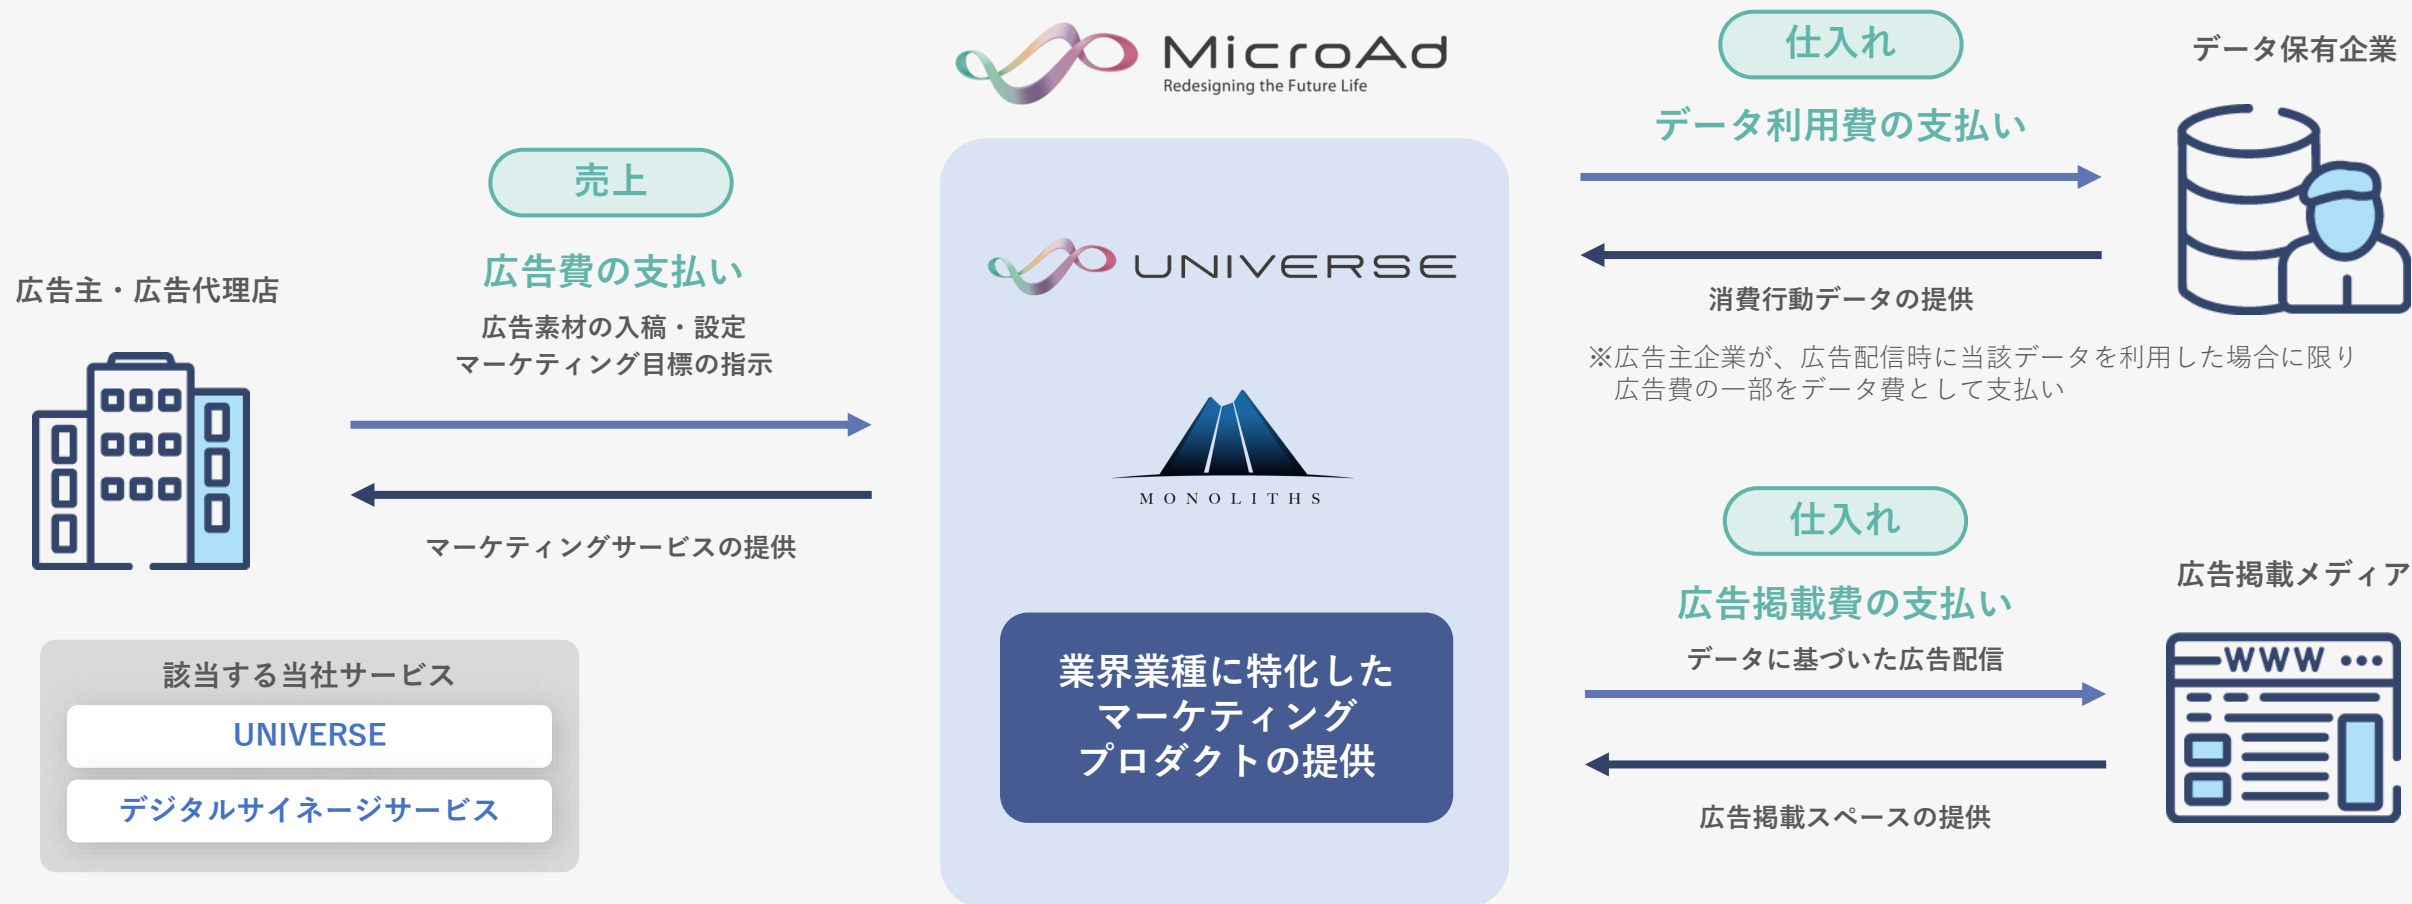 MicroAd
Redesigning the Future Life
広告主・広告代理店
売上
広告費の支払い
広告素材の入稿・設定
マーケティング目標の指示
マーケティングサービスの提供
該当する当社サービス
UNIVERSE
デジタルサイネージサービス
UNIVERSE
MONOLITHS
業界業種に特化した
マーケティング
プロダクトの提供
仕入れ
データ利用費の支払い
データ保有企業
消費行動データの提供
※広告主企業が、広告配信時に当該データを利用した場合に限り
広告費の一部をデータ費として支払い
仕入れ
広告掲載費の支払い
データに基づいた広告配信
広告掲載メディア
WWW
広告掲載スペースの提供